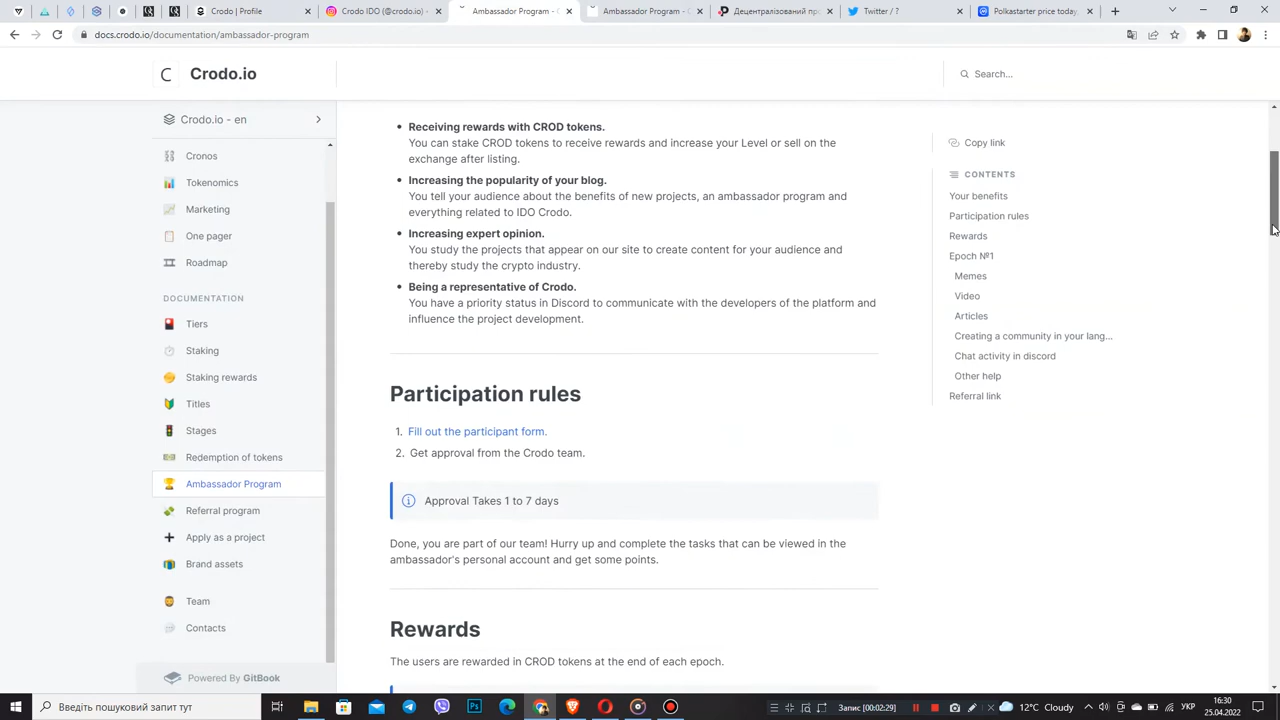 Crodo | Profile
Crodo IDO (@crodo.io) •
Ambassador Program -
Ambassador Program -
Децентралізований про
Twitter / ?
Polkastarter price today
docs.crodo.io/documentation/ambassador-program
C Crodo.io
Search...
Crodo.io - en
Cronos
Tokenomics
Marketing
One pager
Roadmap
DOCUMENTATION
Tiers
Staking
Staking rewards
Titles
Stages
Redemption of tokens
Ambassador Program
Referral program
Apply as a project
Brand assets
Team
Contacts
Powered By GitBook
• Receiving rewards with CROD tokens.
You can stake CROD tokens to receive rewards and increase your Level or sell on the
exchange after listing.
• Increasing the popularity of your blog.
You tell your audience about the benefits of new projects, an ambassador program and
everything related to IDO Crodo.
• Increasing expert opinion.
You study the projects that appear on our site to create content for your audience and
thereby study the crypto industry.
• Being a representative of Crodo.
You have a priority status in Discord to communicate with the developers of the platform and
influence the project development.
Participation rules
1. Fill out the participant form.
2. Get approval from the Crodo team.
Approval Takes 1 to 7 days
Done, you are part of our team! Hurry up and complete the tasks that can be viewed in the
ambassador's personal account and get some points.
Rewards
The users are rewarded in CROD tokens at the end of each epoch.
Copy link
CONTENTS
Your benefits
Participation rules
Rewards
Epoch №1
Memes
Video
Articles
Creating a community in your lang...
Chat activity in discord
Other help
Referral link
Введіть пошуковий запит тут
Запис [00:02:29]
12°C Cloudy
УКР
16:30
25.04.2022